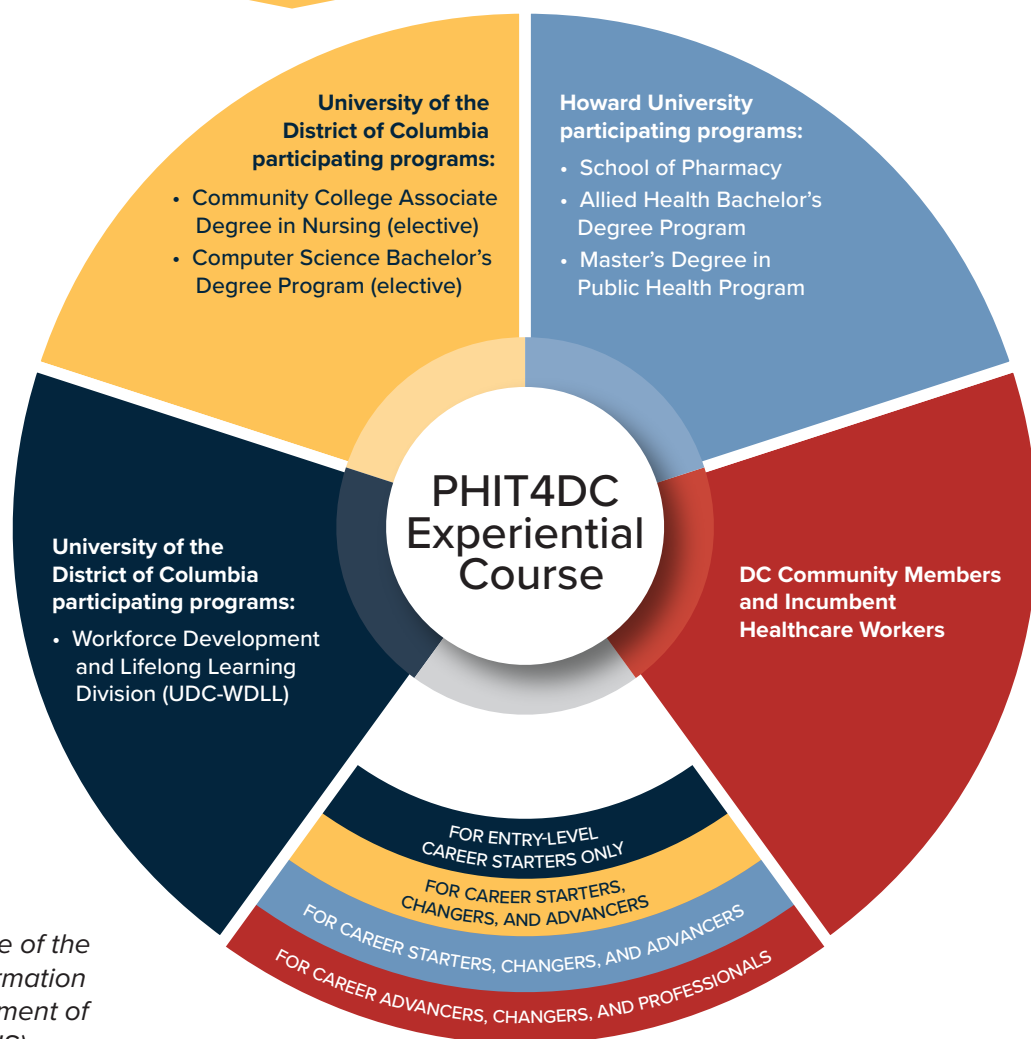 University of the
District of Columbia
participating programs:
• Community College Associate
Degree in Nursing (elective)
• Computer Science Bachelor’s
Degree Program (elective)
Howard University
participating programs:
• School of Pharmacy
• Allied Health Bachelor’s
Degree Program
• Master’s Degree in
Public Health Program
PHIT4DC
Experiential
Course
University of the
District of Columbia
participating programs:
• Workforce Development
and Lifelong Learning
Division (UDC-WDLL)
DC Community Members
and Incumbent
Healthcare Workers
FOR ENTRY-LEVEL
CAREER STARTERS ONLY
FOR CAREER STARTERS,
CHANGERS, AND ADVANCERS
FOR CAREER STARTERS, CHANGERS, AND ADVANCERS
FOR CAREER ADVANCERS, CHANGERS, AND PROFESSIONALS
of the